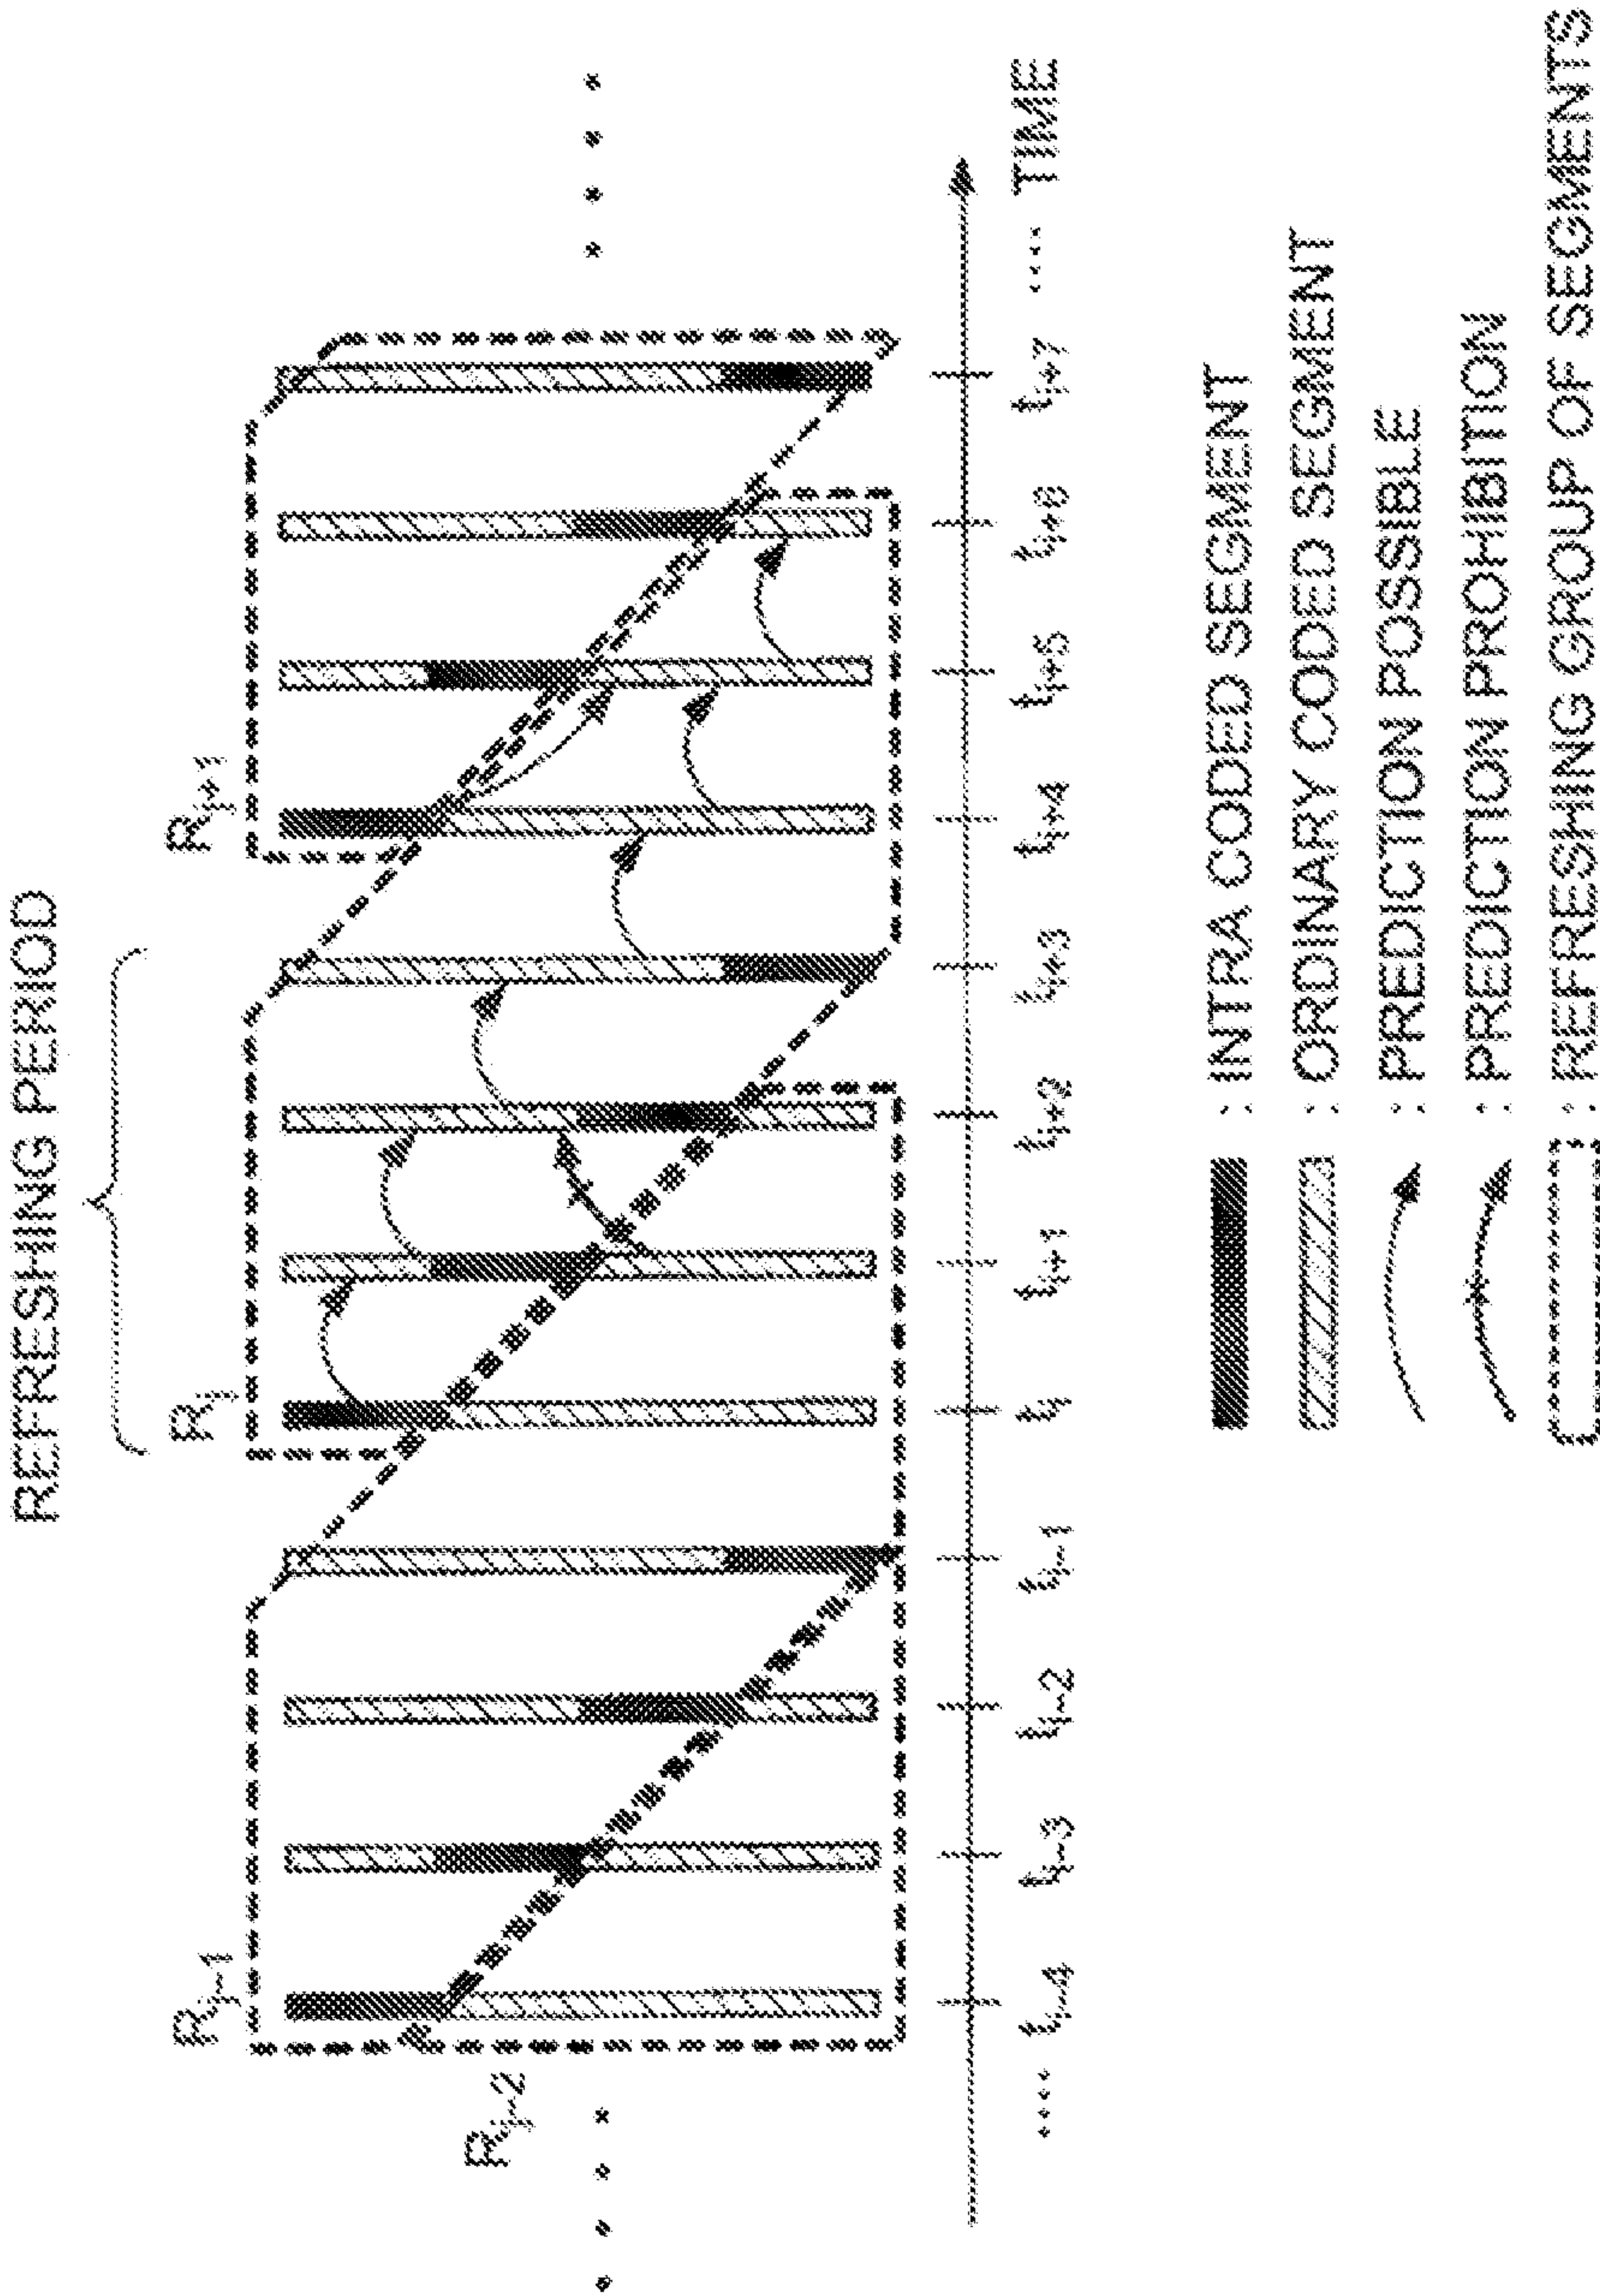 REFRESHING PERIOD
R_{j-2}
R_{j-1}
R_j
R_{j+1}
.... t_{i-4} t_{i-3} t_{i-2} t_{i-1} t_i t_{i+1} t_{i+2} t_{i+3} t_{i+4} t_{i+5} t_{i+6} t_{i+7} .... TIME
: INTRA CODED SEGMENT
: ORDINARY CODED SEGMENT
: PREDICTION POSSIBLE
: PREDICTION PROHIBITION
: REFRESHING GROUP OF SEGMENTS